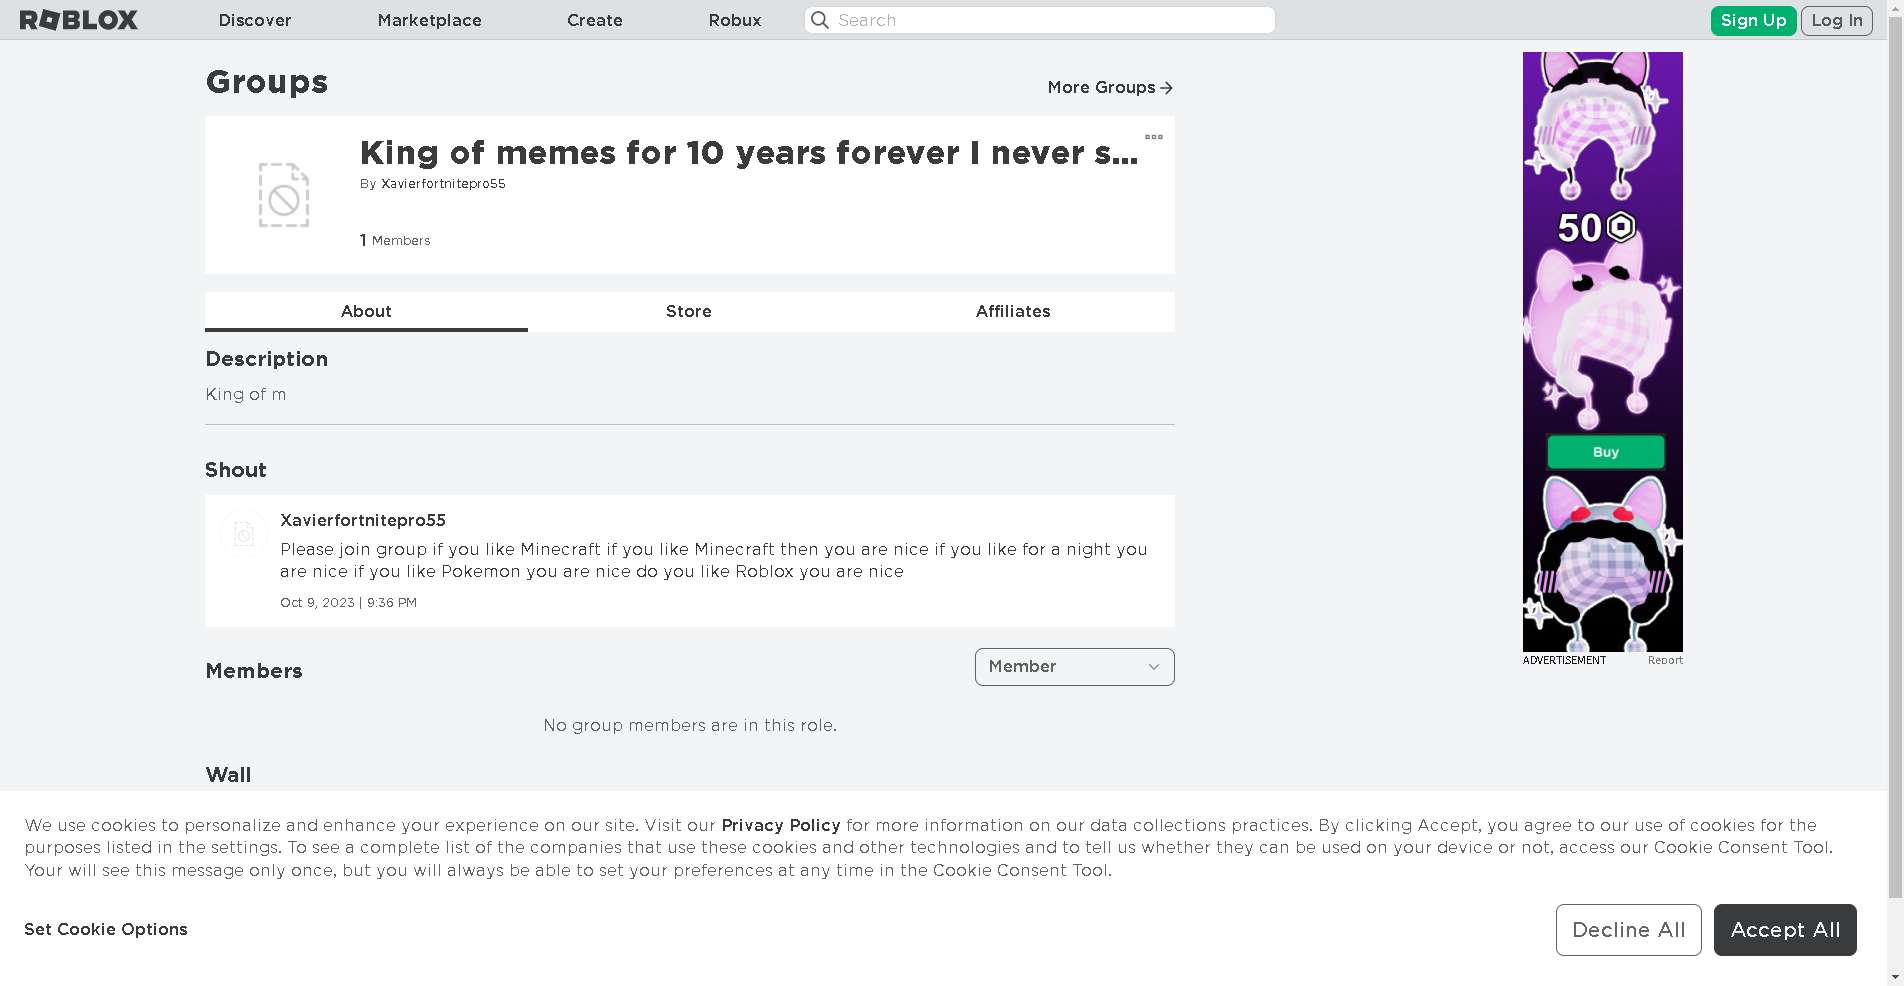 ROBLOX
Discover
Marketplace
Create
Robux
Search
Sign Up
Log In
Groups
More Groups
King of memes for 10 years forever I never s...
By Xavierfortnitepro55
1 Members
About
Store
Affiliates
Description
King of m
Shout
Xavierfortnitepro55
Please join group if you like Minecraft if you like Minecraft then you are nice if you like for a night you
are nice if you like Pokemon you are nice do you like Roblox you are nice
Oct 9, 2023 | 9:36 PM
Members
Member
No group members are in this role.
Wall
50
Buy
ADVERTISEMENT
Report
We use cookies to personalize and enhance your experience on our site. Visit our Privacy Policy for more information on our data collections practices. By clicking Accept, you agree to our use of cookies for the
purposes listed in the settings. To see a complete list of the companies that use these cookies and other technologies and to tell us whether they can be used on your device or not, access our Cookie Consent Tool.
Your will see this message only once, but you will always be able to set your preferences at any time in the Cookie Consent Tool.
Set Cookie Options
Decline All
Accept All